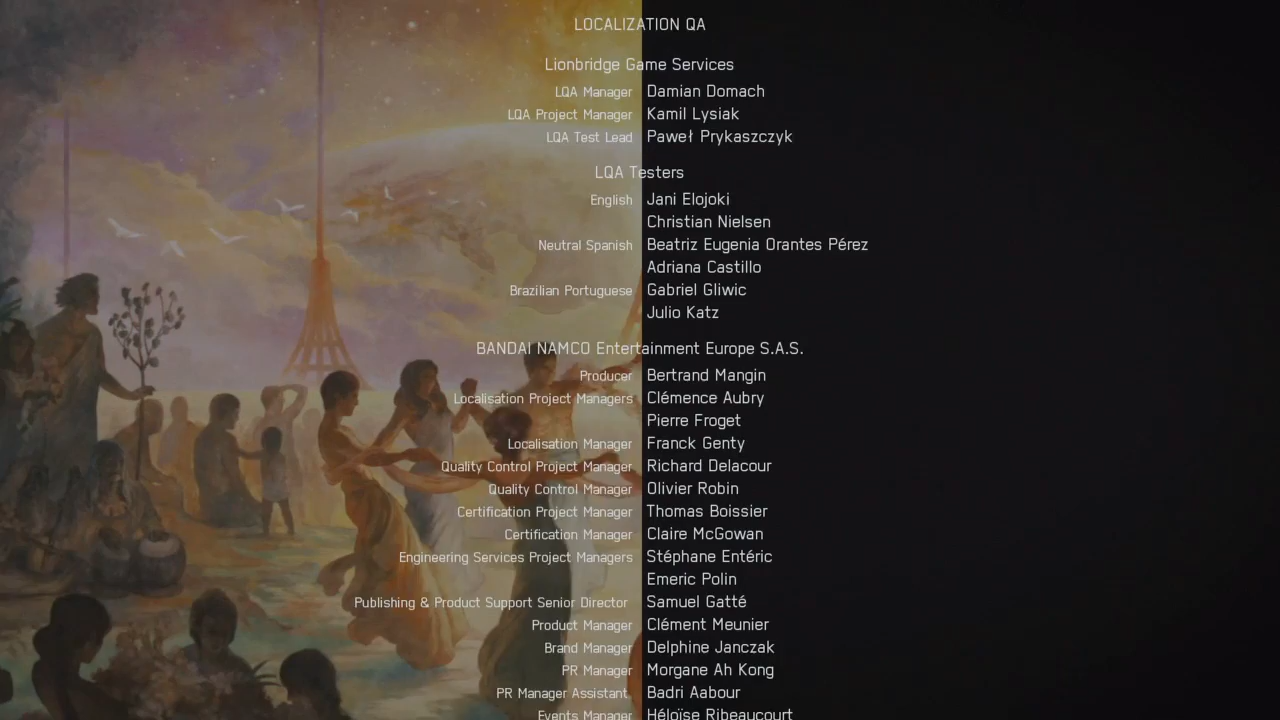 LOCALIZATION QA
Lionbridge Game Services
LQA Manager Damian Domach
LQA Project Manager Kamil Lysiak
LQA Test Lead Paweł Prykaszczyk
LQA Testers
English Jani Elojoki
Christian Nielsen
Neutral Spanish Beatriz Eugenia Orantes Pérez
Adriana Castillo
Brazilian Portuguese Gabriel Gliwic
Julio Katz
BANDAI NAMCO Entertainment Europe S.A.S.
Producer Bertrand Mangin
Localisation Project Managers Clémence Aubry
Pierre Froget
Localisation Manager Franck Genty
Quality Control Project Manager Richard Delacour
Quality Control Manager Olivier Robin
Certification Project Manager Thomas Boissier
Certification Manager Claire McGowan
Engineering Services Project Managers Stéphane Entéric
Emeric Polin
Publishing & Product Support Senior Director Samuel Gatté
Product Manager Clément Meunier
Brand Manager Delphine Janczak
PR Manager Morgane Ah Kong
PR Manager Assistant Badri Aabour
Events Manager Héloïse Ribeaucourt